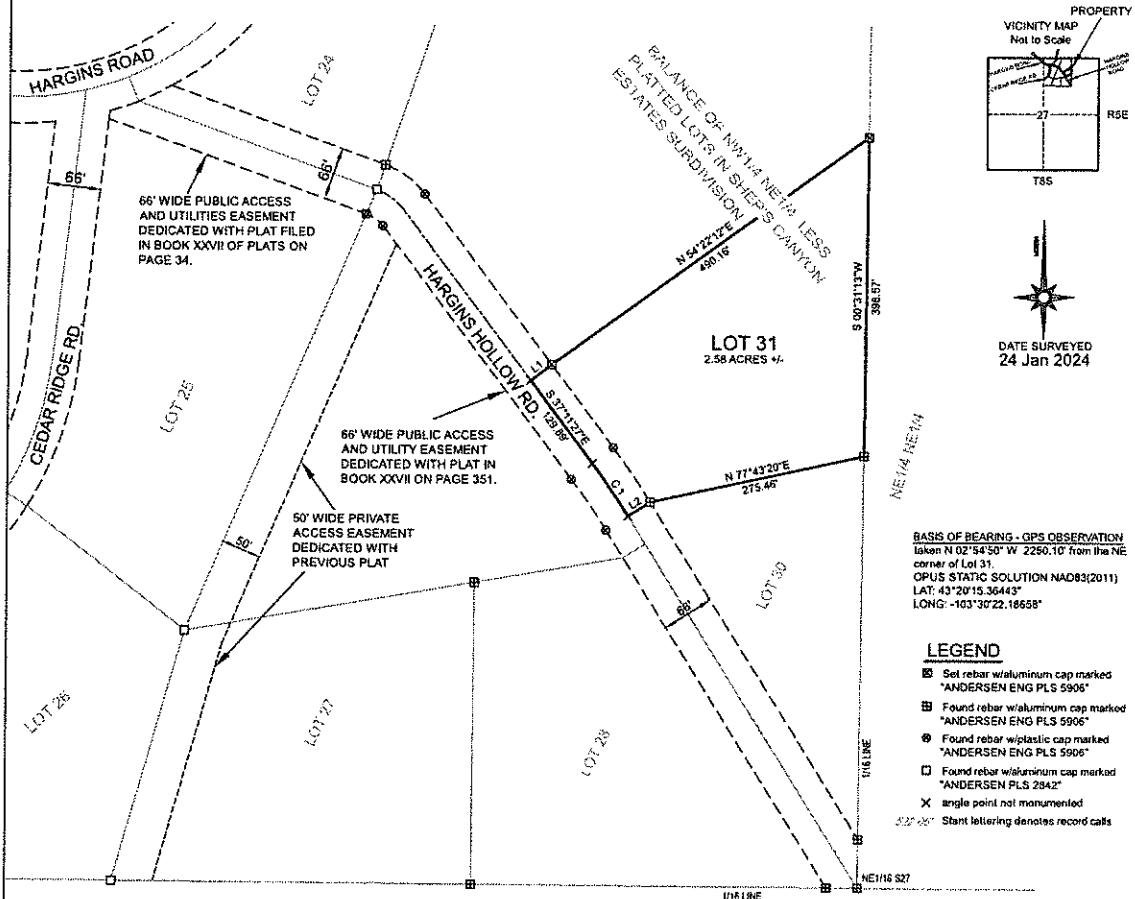 HARGINS ROAD
LOT 24
66'
66' WIDE PUBLIC ACCESS
AND UTILITIES EASEMENT
DEDICATED WITH PLAT FILED
IN BOOK XXVII OF PLATS ON
PAGE 34.
66'
CEDAR RIDGE RD.
LOT 25
BALANCE OF NW1/4 NE1/4 LESS
PLATTED LOTS IN SHEP'S CANYON
ESTATES SUBDIVISION
N 54°22'12"E
490.16'
S 00°31'13"W
398.57'
LOT 31
2.58 ACRES +/-
HARGINS HOLLOW RD.
L1
S 37°11'27"E
129.89'
C1
L2
N 77°43'20"E
275.46'
NE1/4 NE1/4
66' WIDE PUBLIC ACCESS
AND UTILITY EASEMENT
DEDICATED WITH PLAT IN
BOOK XXVII ON PAGE 351.
50' WIDE PRIVATE
ACCESS EASEMENT
DEDICATED WITH
PREVIOUS PLAT
50'
LOT 30
66'
LOT 26
LOT 27
LOT 28
1/16 LINE
1/16 LINE
NE1/16 S27
VICINITY MAP
Not to Scale
PROPERTY
27
R5E
T8S
DATE SURVEYED
24 Jan 2024
BASIS OF BEARING - GPS OBSERVATION
taken N 02°54'50" W 2250.10' from the NE
corner of Lot 31.
OPUS STATIC SOLUTION NAD83(2011)
LAT: 43°20'15.36443"
LONG: -103°30'22.18658"
LEGEND
Set rebar w/aluminum cap marked
"ANDERSEN ENG PLS 5906"
Found rebar w/aluminum cap marked
"ANDERSEN ENG PLS 5906"
Found rebar w/plastic cap marked
"ANDERSEN ENG PLS 5906"
Found rebar w/aluminum cap marked
"ANDERSEN PLS 2842"
angle point not monumented
Slant lettering denotes record calls